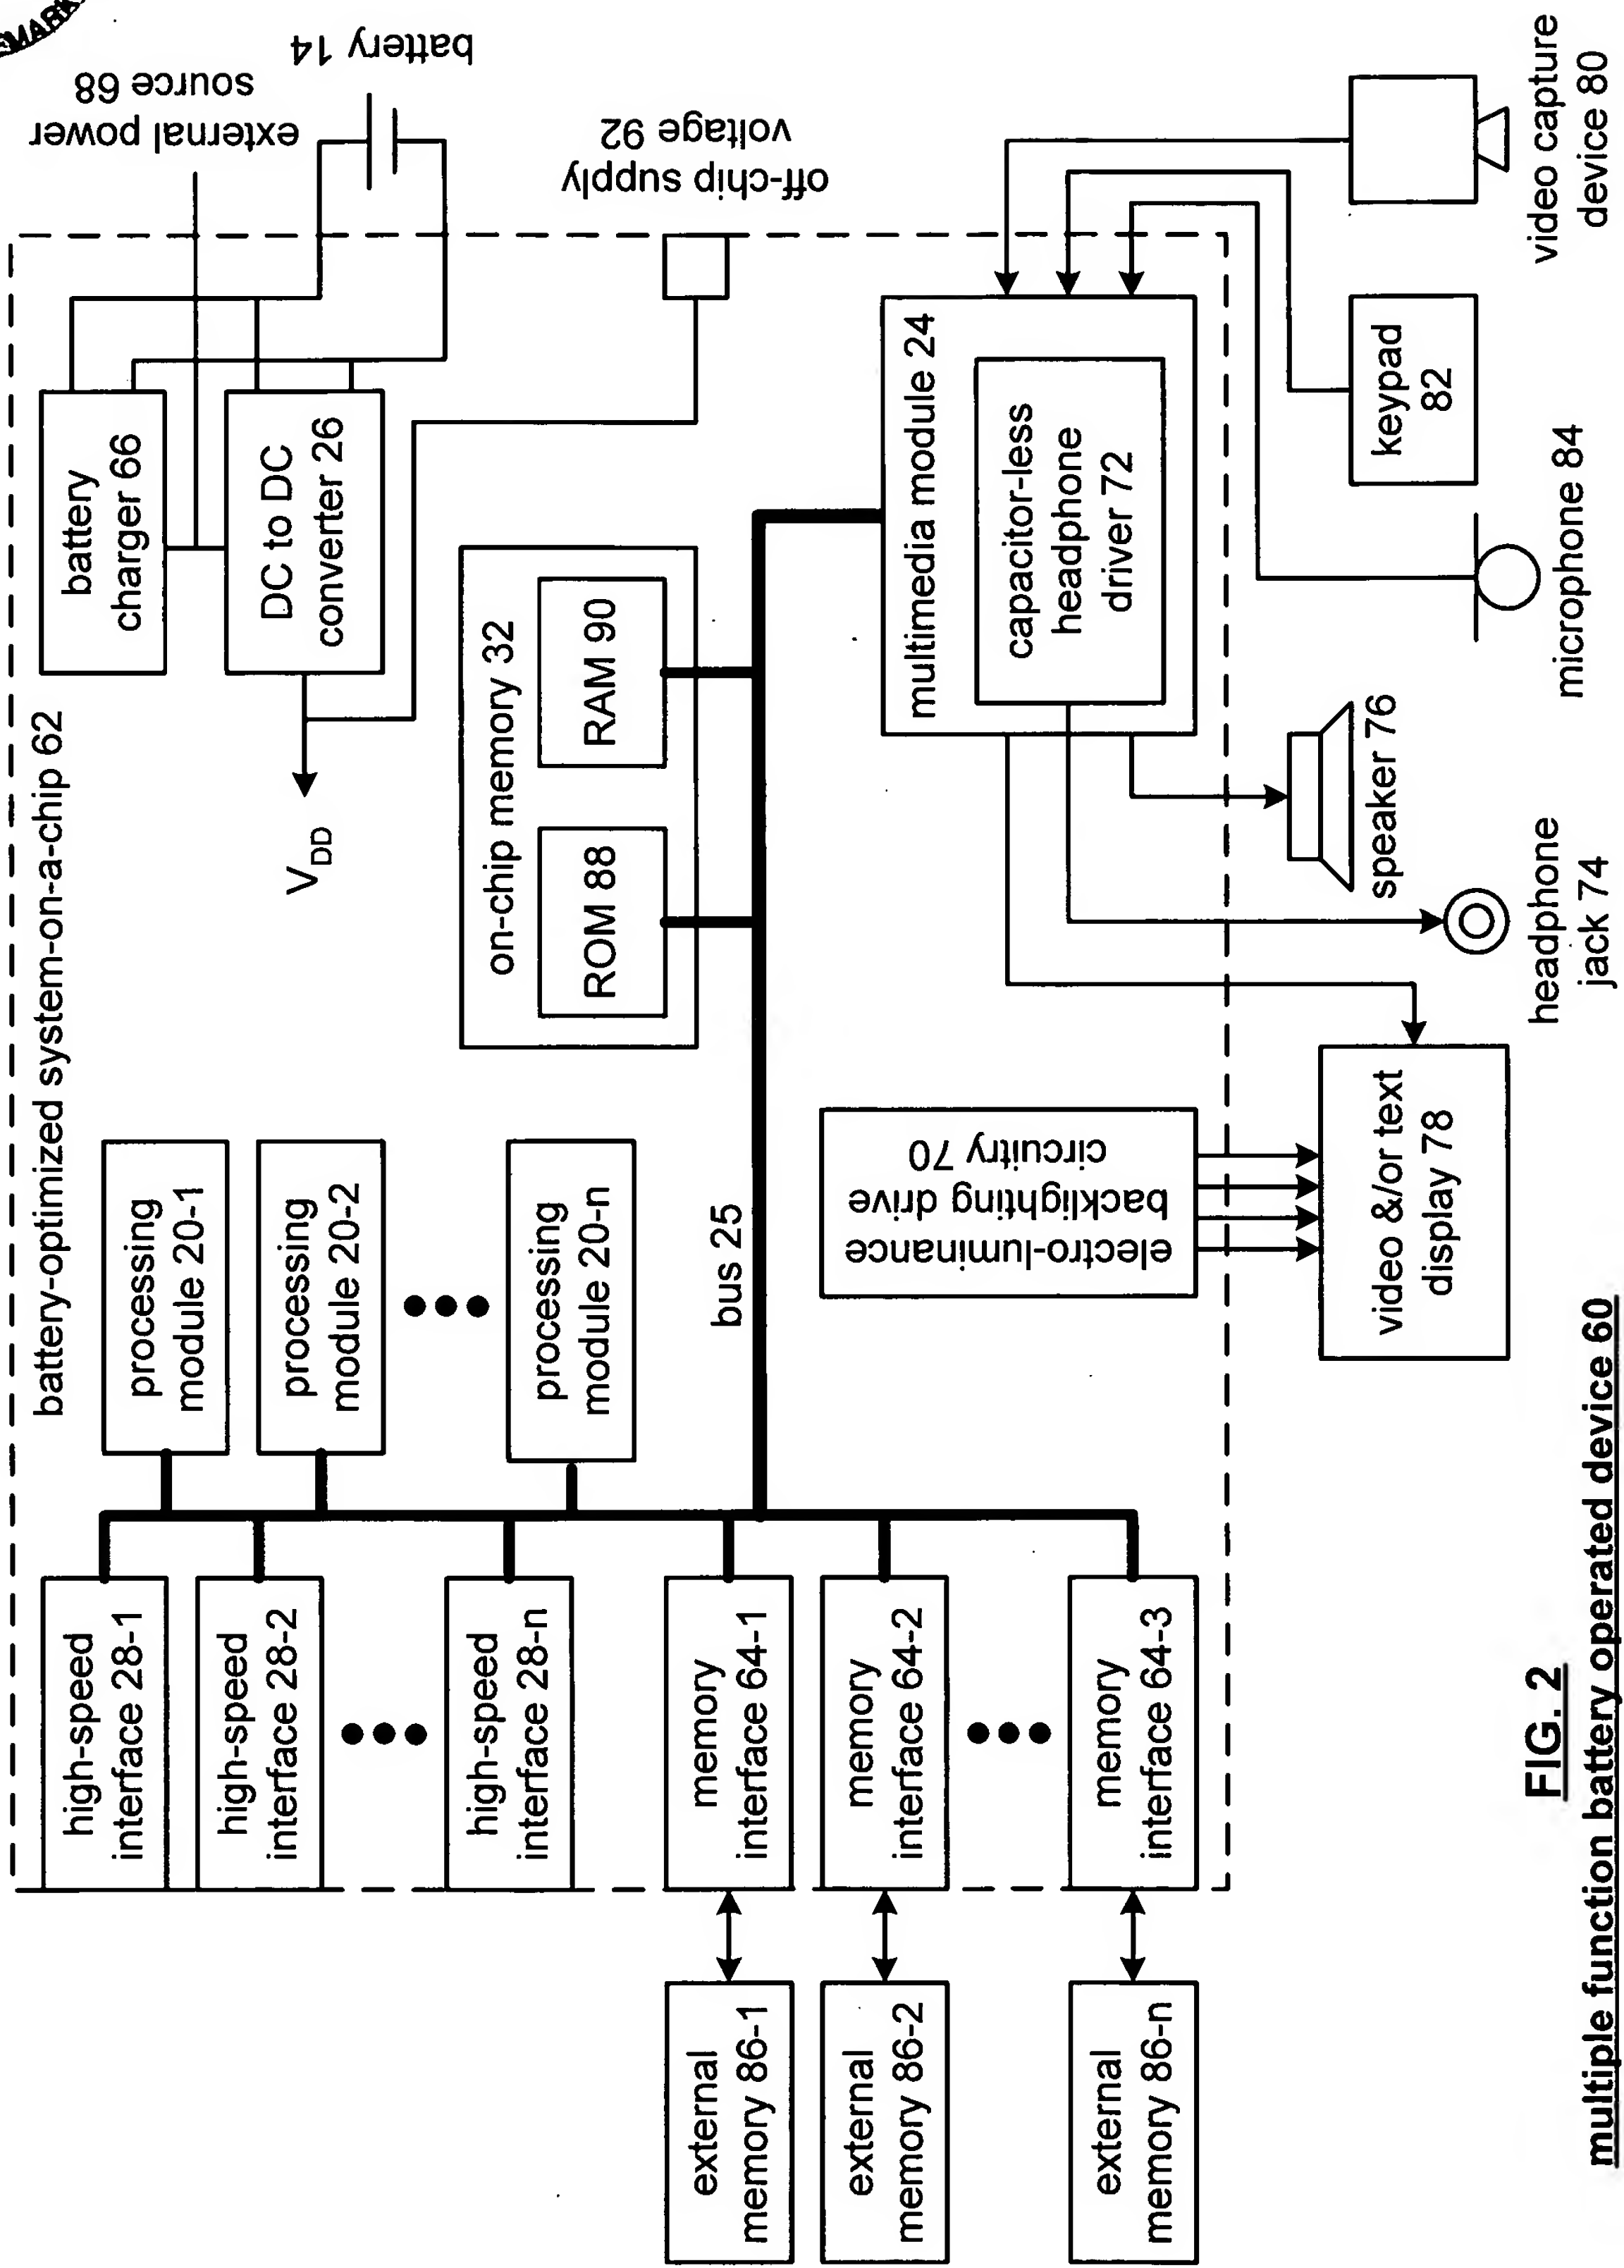 battery-optimized system-on-a-chip 62
high-speed
interface 28-1
high-speed
interface 28-2
high-speed
interface 28-n
memory
interface 64-1
memory
interface 64-2
memory
interface 64-3
external
memory 86-1
external
memory 86-2
external
memory 86-n
processing
module 20-1
processing
module 20-2
processing
module 20-n
bus 25
battery
charger 66
DC to DC
converter 26
V DD
external power
source 68
battery 14
off-chip supply
voltage 92
on-chip memory 32
ROM 88
RAM 90
multimedia module 24
capacitor-less
headphone
driver 72
electro-luminance
backlighting drive
circuitry 70
video &/or text
display 78
headphone
jack 74
speaker 76
microphone 84
keypad
82
video capture
device 80
FIG. 2
multiple function battery operated device 60